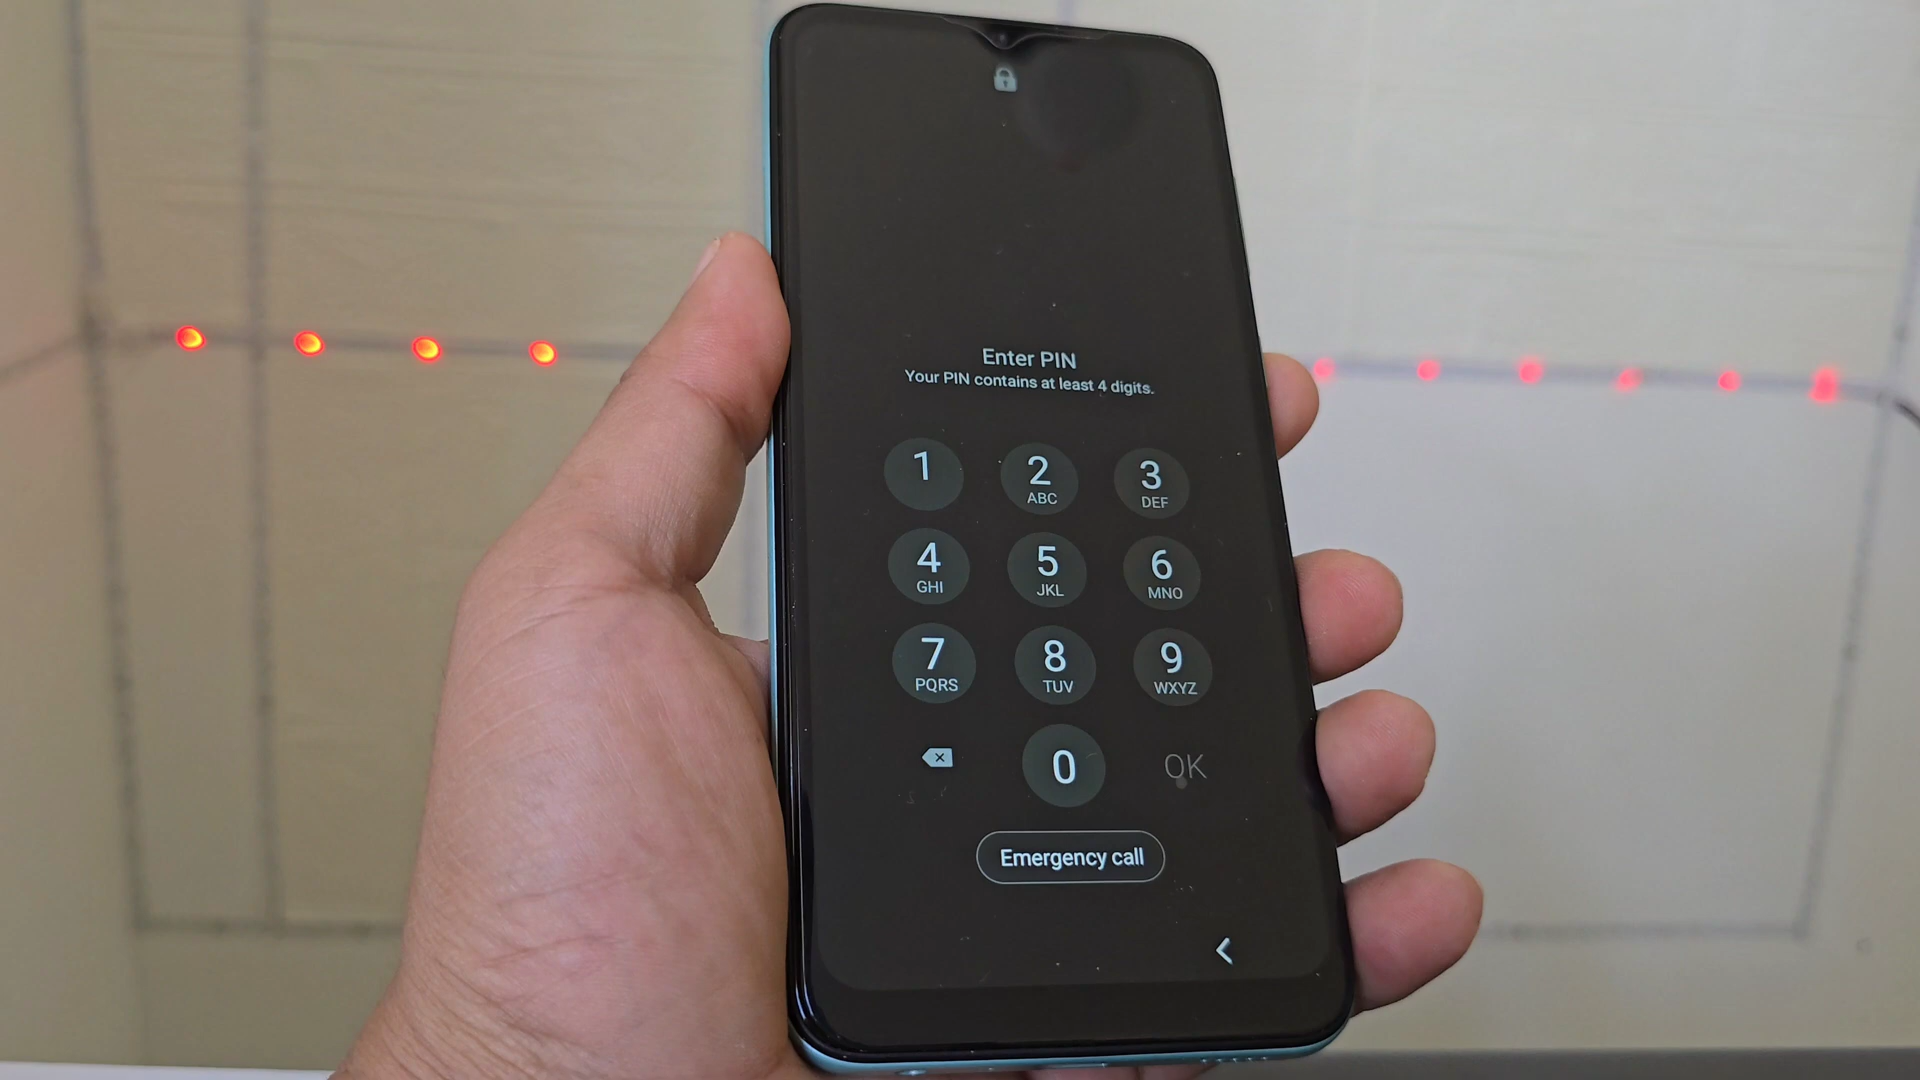 Enter PIN
Your PIN contains at least 4 digits.
1 2 3
ABC DEF
4 5 6
GHI JKL MNO
7 8 9
PQRS TUV WXYZ
0 OK
Emergency call